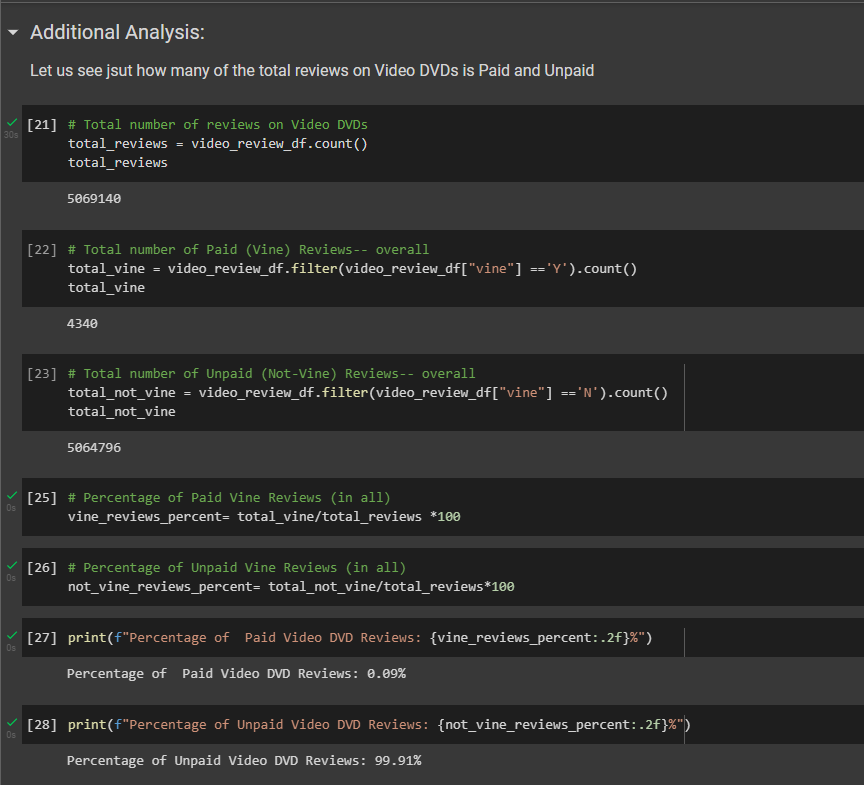 Additional Analysis:
Let us see jsut how many of the total reviews on Video DVDs is Paid and Unpaid
[21] # Total number of reviews on Video DVDs
30s total_reviews = video_review_df.count()
total_reviews
5069140
[22] # Total number of Paid (Vine) Reviews-- overall
total_vine = video_review_df.filter(video_review_df["vine"] =='Y').count()
total_vine
4340
[23] # Total number of Unpaid (Not-Vine) Reviews-- overall
total_not_vine = video_review_df.filter(video_review_df["vine"] =='N').count()
total_not_vine
5064796
[25] # Percentage of Paid Vine Reviews (in all)
0s vine_reviews_percent= total_vine/total_reviews *100
[26] # Percentage of Unpaid Vine Reviews (in all)
0s not_vine_reviews_percent= total_not_vine/total_reviews*100
[27] print(f"Percentage of  Paid Video DVD Reviews: {vine_reviews_percent:.2f}%")
0s
Percentage of  Paid Video DVD Reviews: 0.09%
[28] print(f"Percentage of Unpaid Video DVD Reviews: {not_vine_reviews_percent:.2f}%")
0s
Percentage of Unpaid Video DVD Reviews: 99.91%